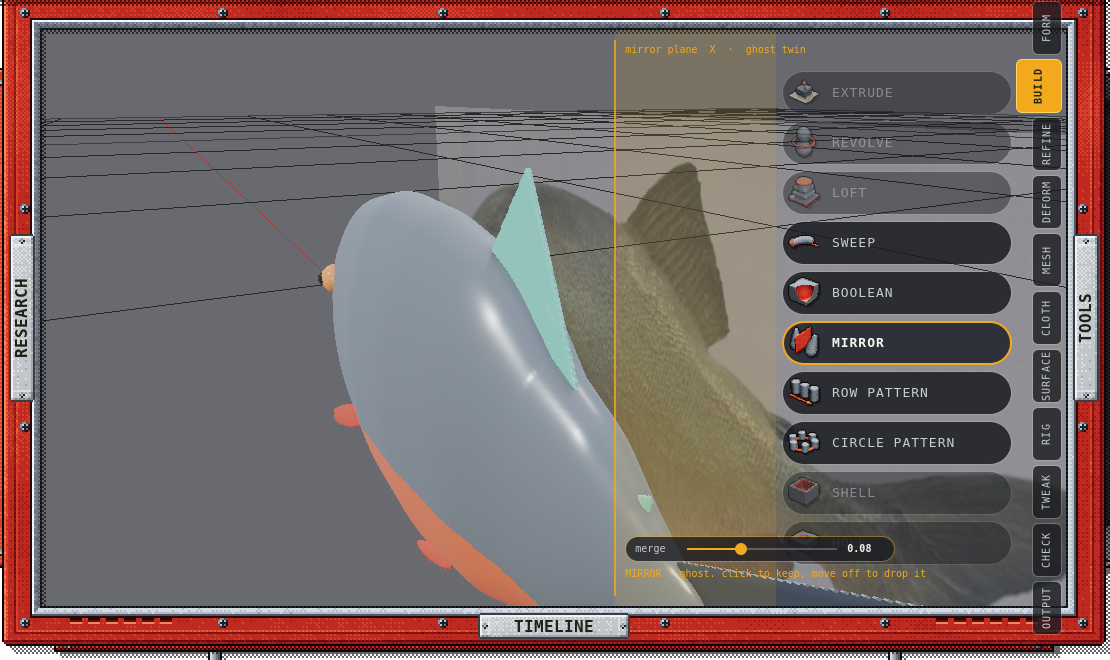 mirror plane X · ghost twin
EXTRUDE
REVOLVE
LOFT
SWEEP
BOOLEAN
MIRROR
ROW PATTERN
CIRCLE PATTERN
SHELL
merge 0.08
MIRROR · ghost. click to keep, move off to drop it
FORM
BUILD
REFINE
DEFORM
MESH
CLOTH
SURFACE
RIG
TWEAK
CHECK
OUTPUT
RESEARCH
TOOLS
TIMELINE